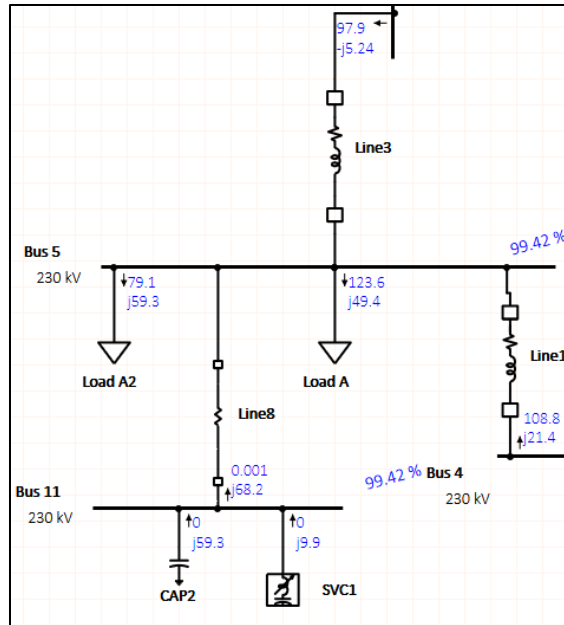 97.9
-j5.24
Line3
Bus 5
99.42 %
230 kV
79.1
j59.3
123.6
j49.4
Load A2
Load A
Line1
Line8
108.8
j21.4
0.001
j68.2
99.42 %
Bus 4
230 kV
Bus 11
230 kV
0
j59.3
0
j9.9
CAP2
SVC1